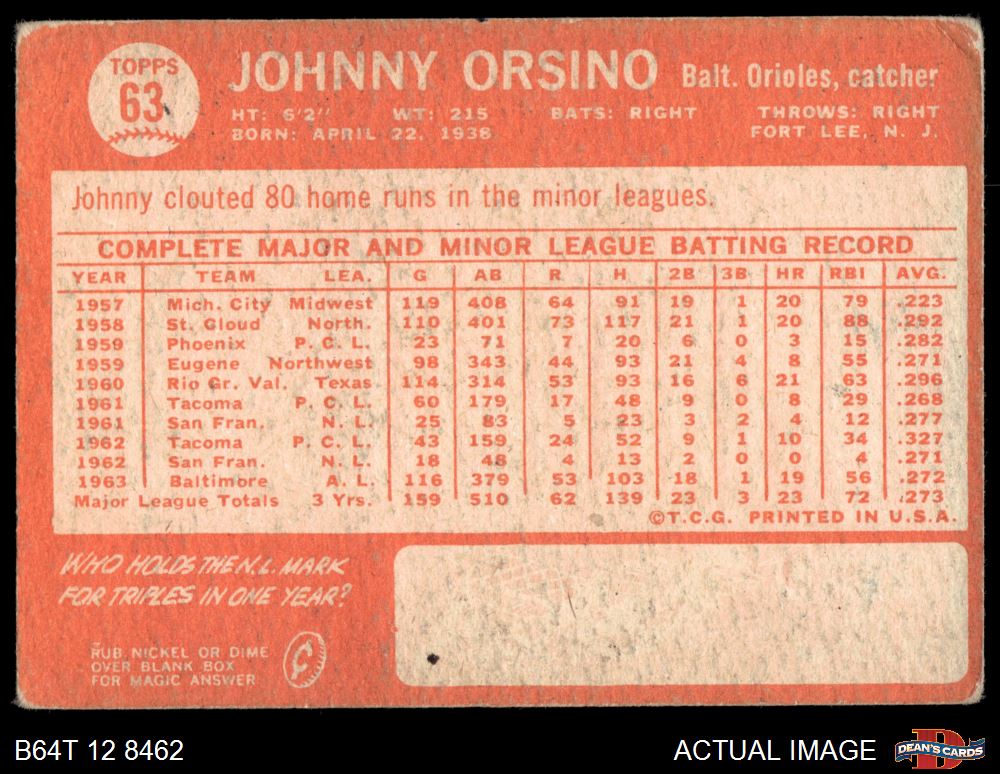 TOPPS
63
JOHNNY ORSINO Balt. Orioles, catcher
HT: 6'2" WT: 215 BATS: RIGHT THROWS: RIGHT
BORN: APRIL 22, 1938 FORT LEE, N. J.
Johnny clouted 80 home runs in the minor leagues.
COMPLETE MAJOR AND MINOR LEAGUE BATTING RECORD
YEAR TEAM LEA. G AB R H 2B 3B HR RBI AVG.
1957 Mich. City Midwest 119 408 64 91 19 1 20 79 .223
1958 St. Cloud North. 110 401 73 117 21 1 20 88 .292
1959 Phoenix P. C. L. 23 71 7 20 6 0 3 15 .282
1959 Eugene Northwest 98 343 44 93 21 4 8 55 .271
1960 Rio Gr. Val. Texas 114 314 53 93 16 6 21 63 .296
1961 Tacoma P. C. L. 60 179 17 48 9 0 8 29 .268
1961 San Fran. N. L. 25 83 5 23 3 2 4 12 .277
1962 Tacoma P. C. L. 43 159 24 52 9 1 10 34 .327
1962 San Fran. N. L. 18 48 4 13 2 0 0 4 .271
1963 Baltimore A. L. 116 379 53 103 18 1 19 56 .272
Major League Totals 3 Yrs. 159 510 62 139 23 3 23 72 .273
©T.C.G. PRINTED IN U.S.A.
WHO HOLDS THE N.L. MARK
FOR TRIPLES IN ONE YEAR?
RUB NICKEL OR DIME
OVER BLANK BOX
FOR MAGIC ANSWER
B64T 12 8462 ACTUAL IMAGE DEAN'S CARDS